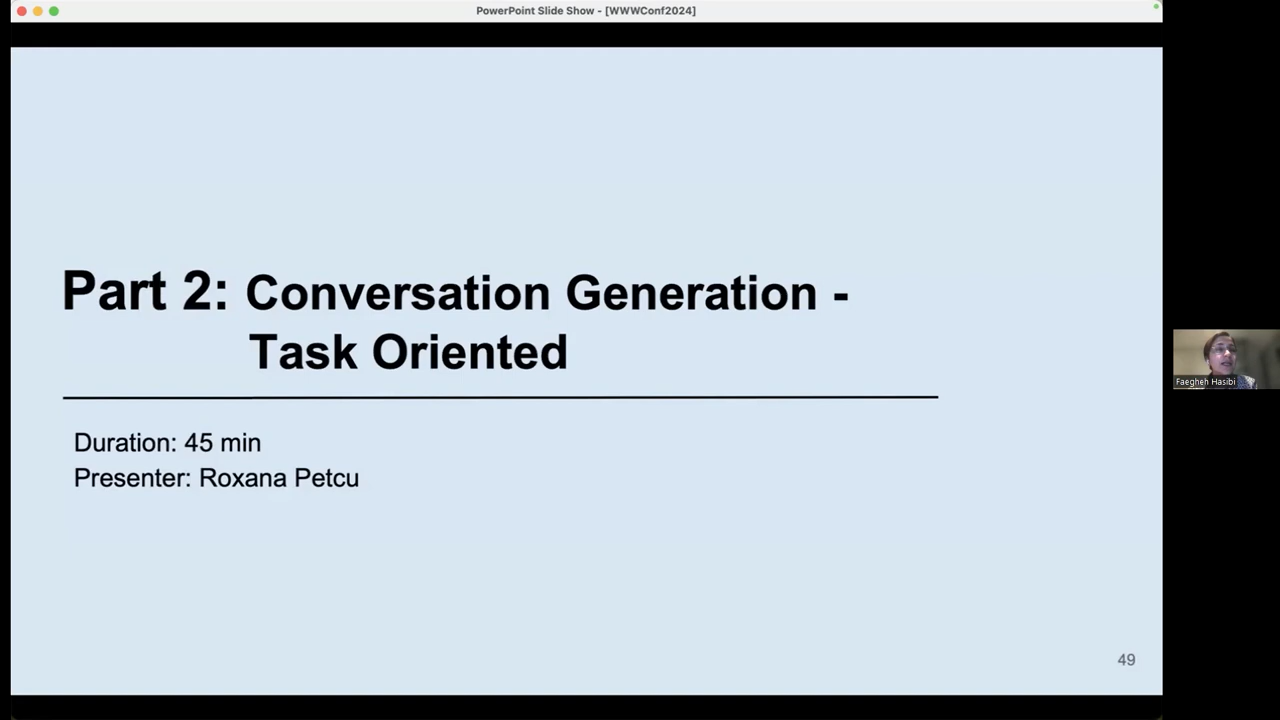 PowerPoint Slide Show - [WWWConf2024]
Part 2: Conversation Generation -
Task Oriented
Duration: 45 min
Presenter: Roxana Petcu
Faegheh Hasibi
49